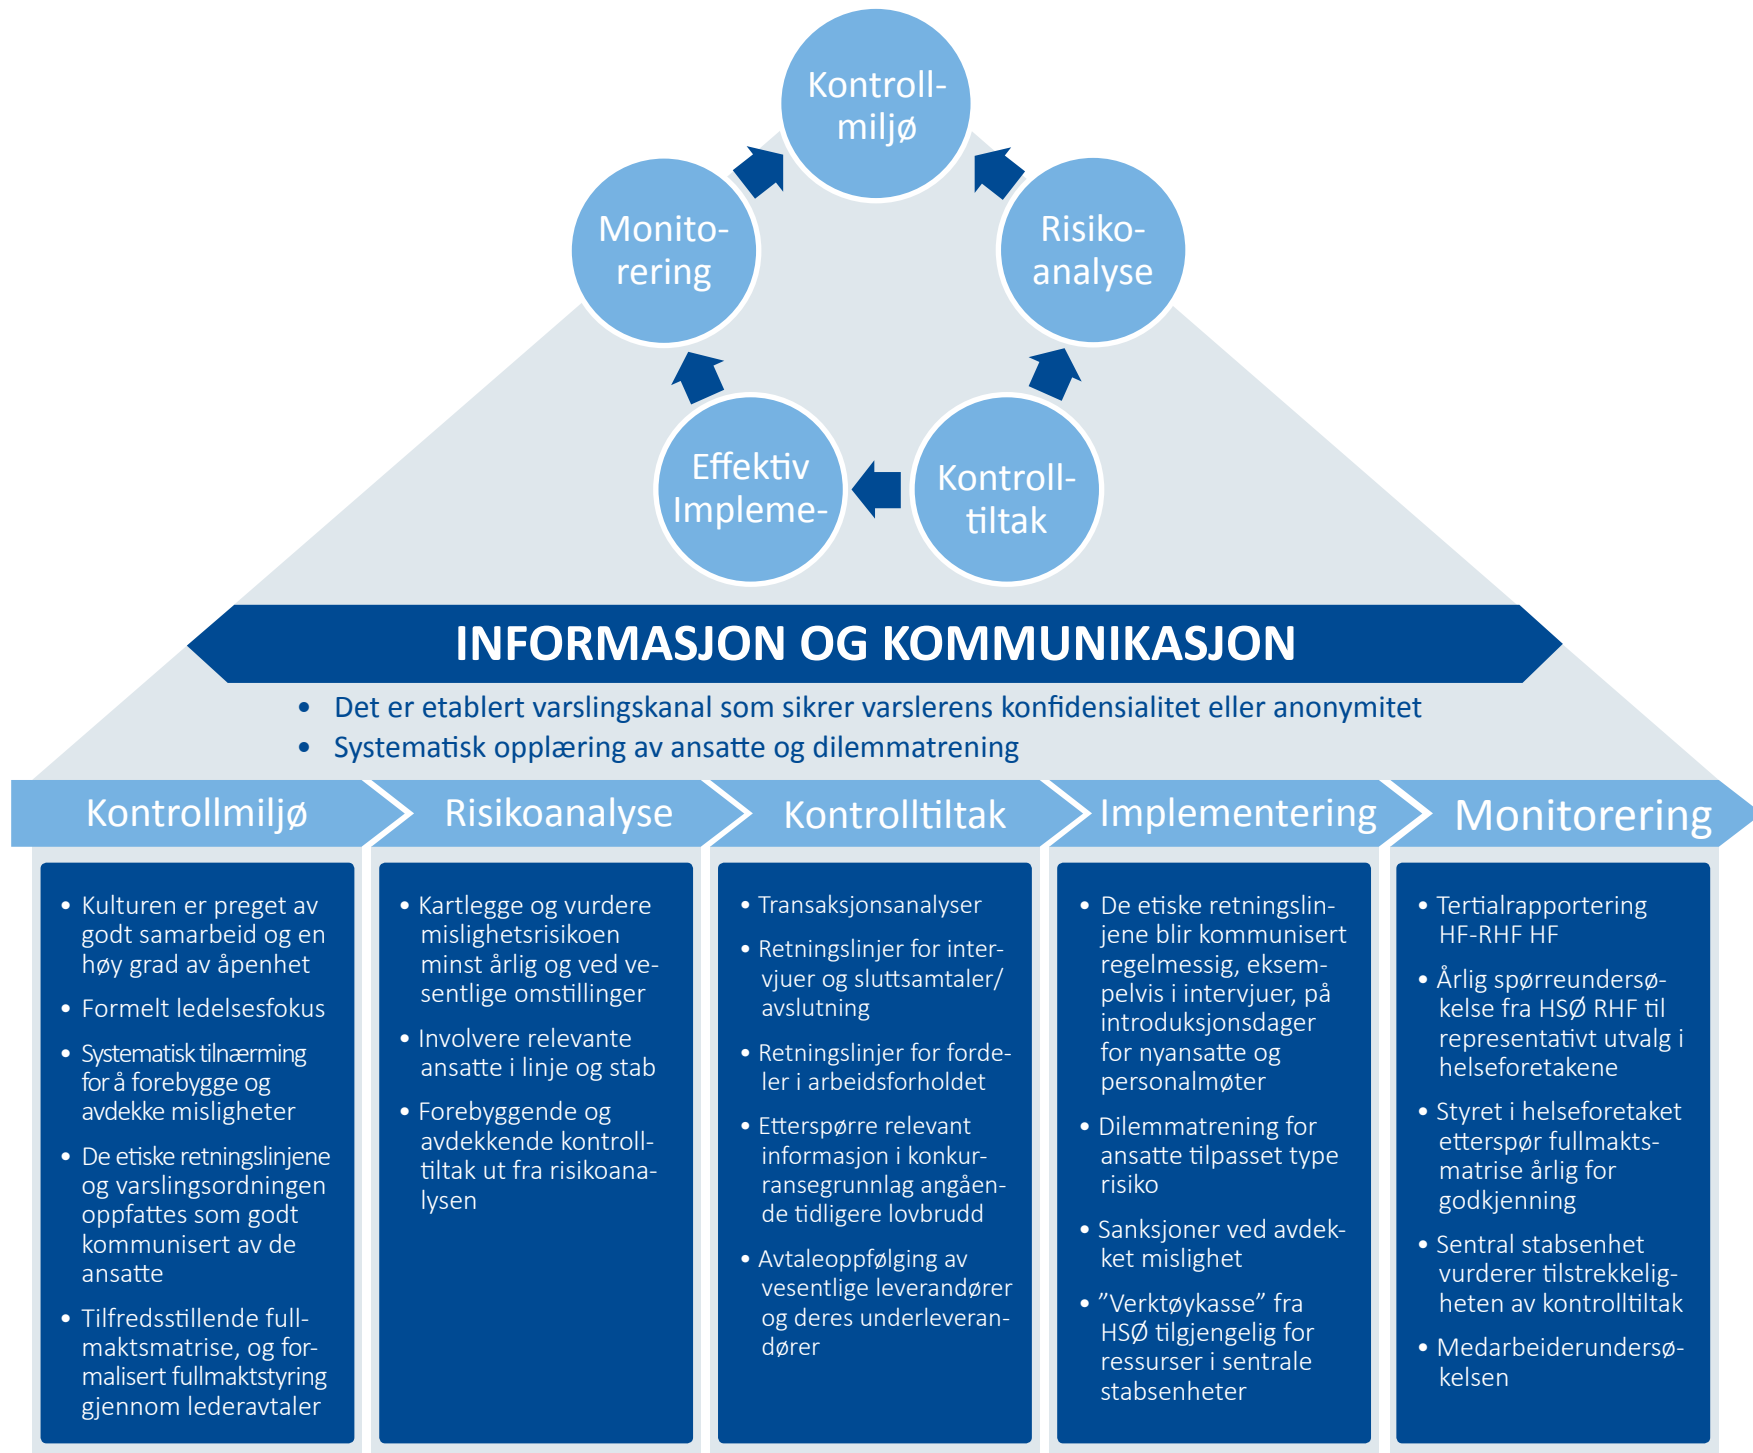 Kontroll-
miljø
Monito-
rering
Risiko-
analyse
Effektiv
Impleme-
Kontroll-
tiltak
INFORMASJON OG KOMMUNIKASJON
• Det er etablert varslingskanal som sikrer varslerens konfidensialitet eller anonymitet
• Systematisk opplæring av ansatte og dilemmatrening
Kontrollmiljø
• Kulturen er preget av
godt samarbeid og en
høy grad av åpenhet
• Formelt ledelsesfokus
• Systematisk tilnærming
for å forebygge og
avdekke misligheter
• De etiske retningslinjene
og varslingsordningen
oppfattes som godt
kommunisert av de
ansatte
• Tilfredsstillende full-
maktsmatrise, og for-
malisert fullmaktstyring
gjennom lederavtaler
Risikoanalyse
• Kartlegge og vurdere
mislighetsrisikoen
minst årlig og ved ve-
sentlige omstillinger
• Involvere relevante
ansatte i linje og stab
• Forebyggende og
avdekkende kontroll-
tiltak ut fra risikoana-
lysen
Kontrolltiltak
• Transaksjonsanalyser
• Retningslinjer for inter-
vjuer og sluttsamtaler/
avslutning
• Retningslinjer for forde-
ler i arbeidsforholdet
• Etterspørre relevant
informasjon i konkur-
ransegrunnlag angåen-
de tidligere lovbrudd
• Avtaleoppfølging av
vesentlige leverandører
og deres underleveran-
dører
Implementering
• De etiske retningslin-
jene blir kommunisert
regelmessig, eksem-
pelvis i intervjuer, på
introduksjonsdager
for nyansatte og
personalmøter
• Dilemmatrening for
ansatte tilpasset type
risiko
• Sanksjoner ved avdek-
ket mislighet
• ”Verktøykasse” fra
HSØ tilgjengelig for
ressurser i sentrale
stabsenheter
Monitorering
• Tertialrapportering
HF-RHF HF
• Årlig spørreundersø-
kelse fra HSØ RHF til
representativt utvalg i
helseforetakene
• Styret i helseforetaket
etterspør fullmakts-
matrise årlig for
godkjenning
• Sentral stabsenhet
vurderer tilstrekkelig-
heten av kontrolltiltak
• Medarbeiderundersø-
kelsen